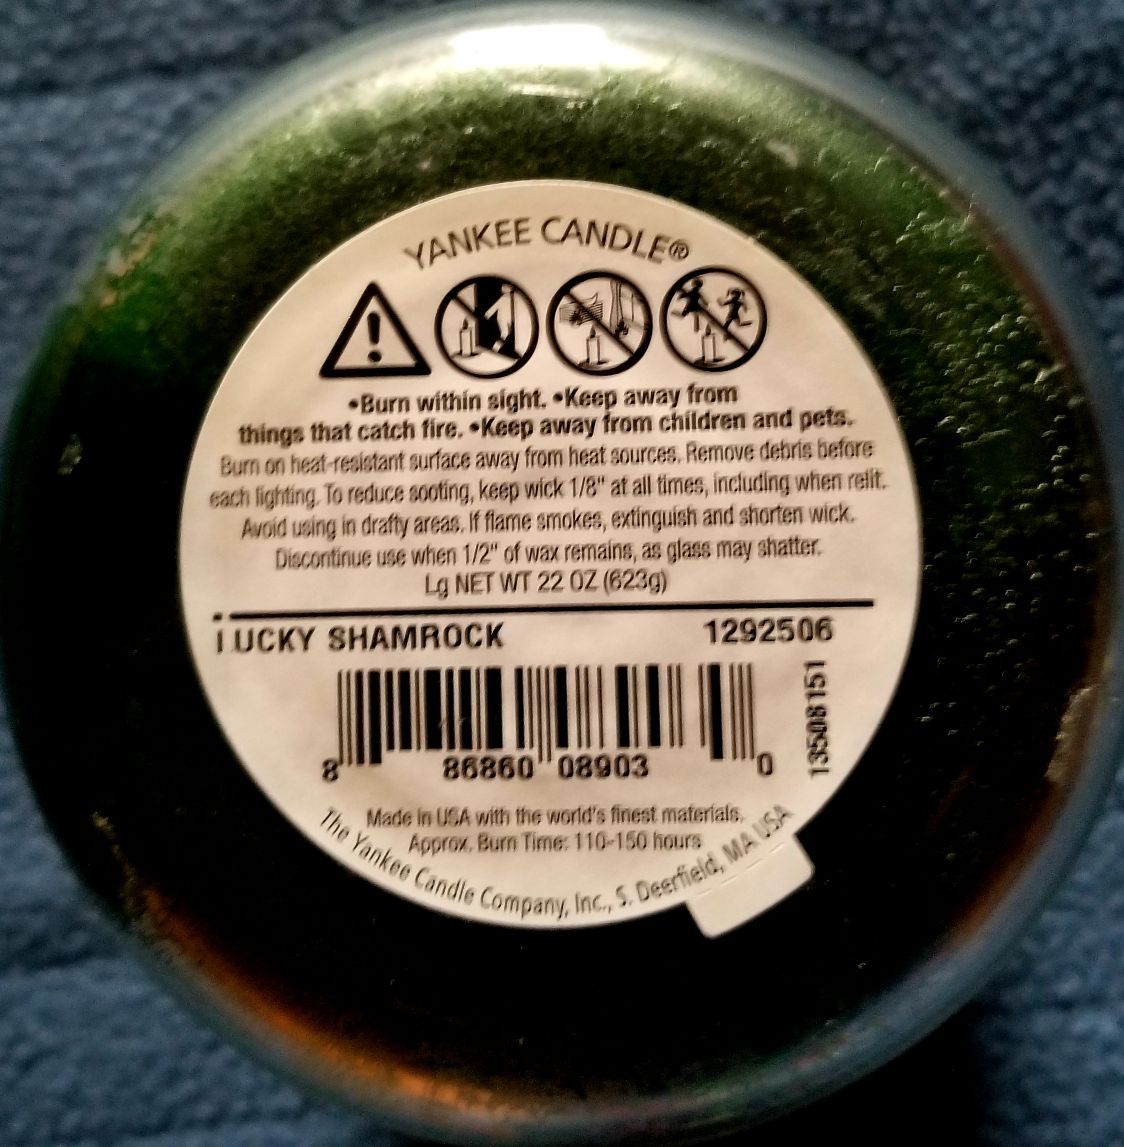 YANKEE CANDLE®
•Burn within sight. •Keep away from
things that catch fire. •Keep away from children and pets.
Burn on heat-resistant surface away from heat sources. Remove debris before
each lighting. To reduce sooting, keep wick 1/8" at all times, including when relit.
Avoid using in drafty areas. If flame smokes, extinguish and shorten wick.
Discontinue use when 1/2" of wax remains, as glass may shatter.
Lg NET WT 22 OZ (623g)
LUCKY SHAMROCK 1292506
13508151
8 86860 08903 0
Made in USA with the world's finest materials.
Approx. Burn Time: 110-150 hours
The Yankee Candle Company, Inc., S. Deerfield, MA USA